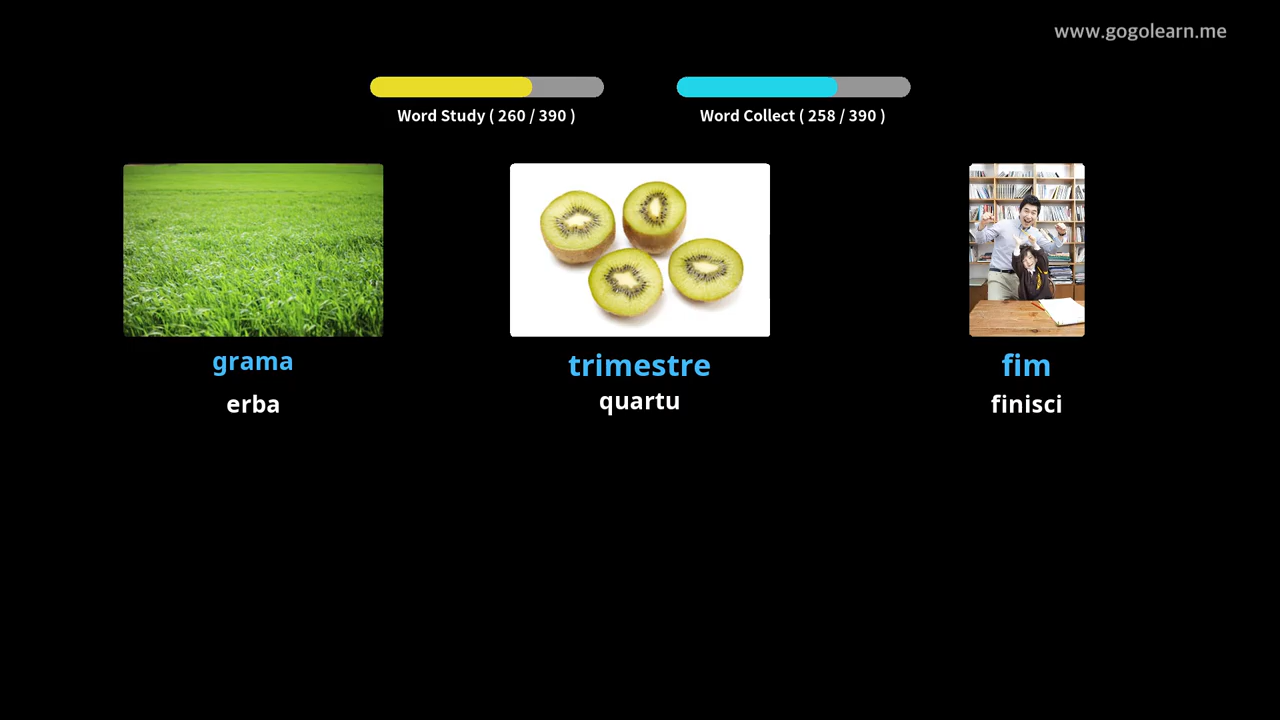 www.gogolearn.me
Word Study ( 260 / 390 )
Word Collect ( 258 / 390 )
grama
erba
trimestre
quartu
fim
finisci